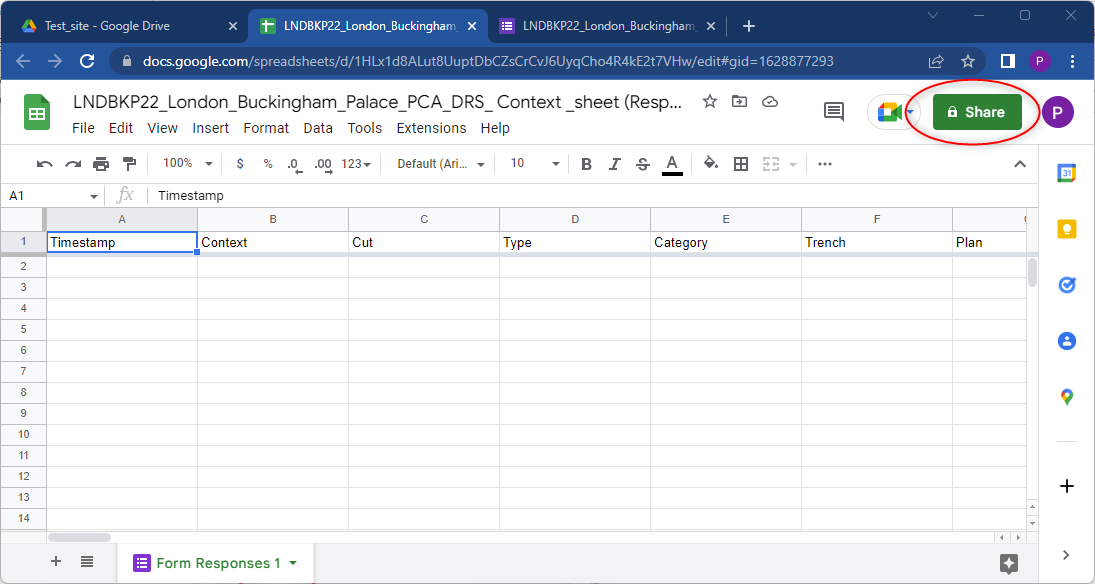 Test_site - Google Drive
LNDBKP22_London_Buckingham_
LNDBKP22_London_Buckingham_
docs.google.com/spreadsheets/d/1HLx1d8ALut8UuptDbCZsCrCvJ6UyqCho4R4kE2t7VHw/edit#gid=1628877293
P
LNDBKP22_London_Buckingham_Palace_PCA_DRS_ Context _sheet (Resp...
Share
P
File Edit View Insert Format Data Tools Extensions Help
100% $ % .0 .00 123 Default (Ari... 10 B I S A
31
A1 fx Timestamp
A B C D E F
1 Timestamp Context Cut Type Category Trench Plan
2
3
4
5
6
7
8
9
10
11
12
13
14
Form Responses 1